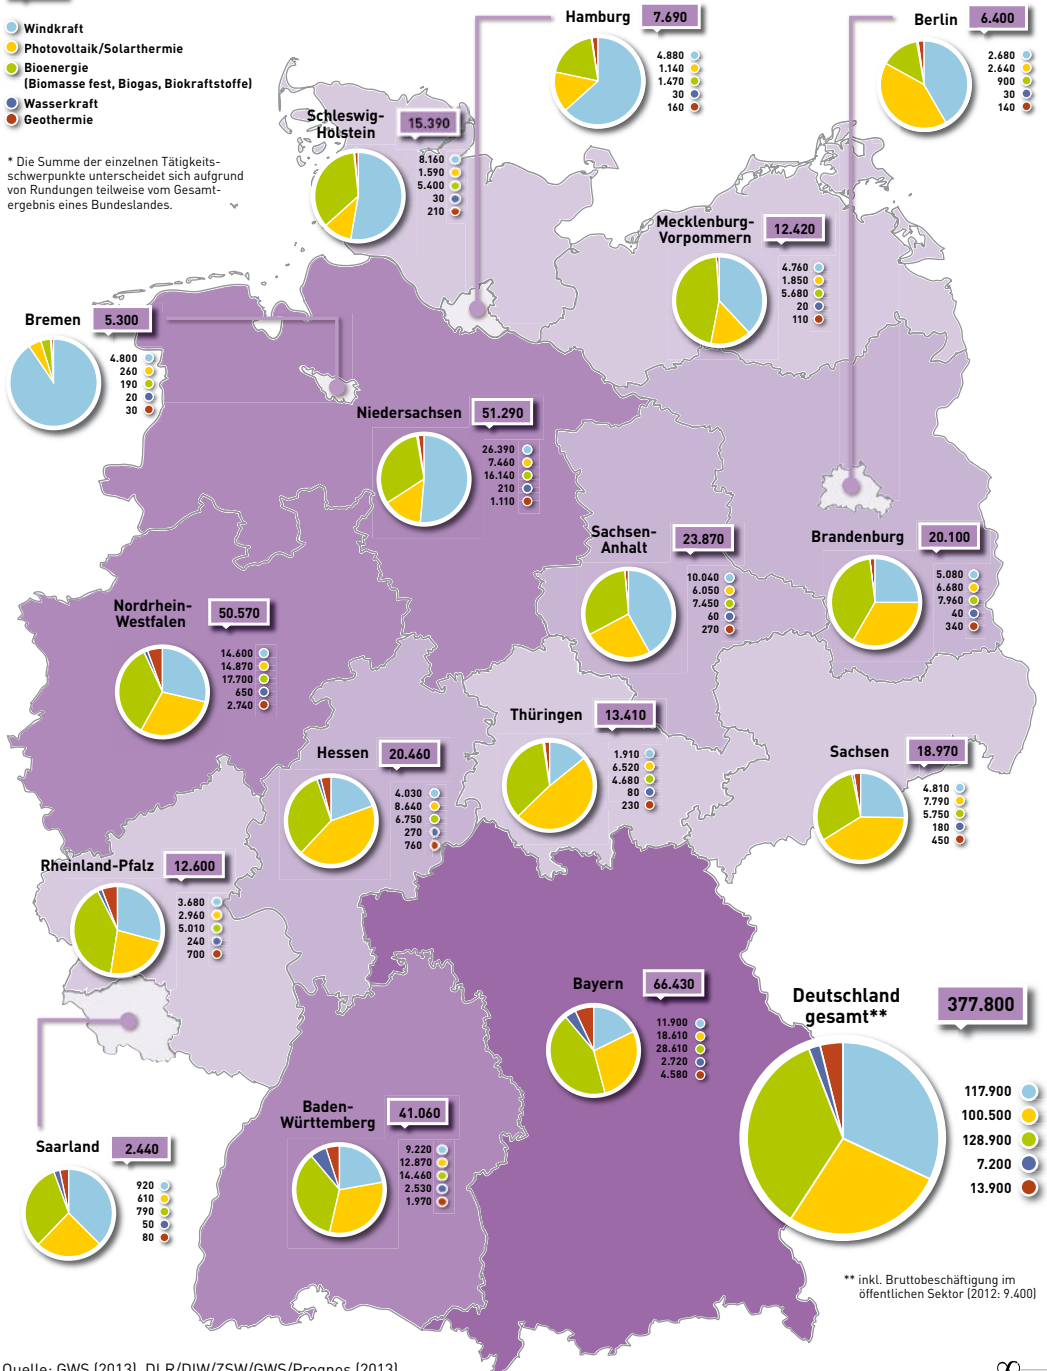 Windkraft
Photovoltaik/Solarthermie
Bioenergie
(Biomasse fest, Biogas, Biokraftstoffe)
Wasserkraft
Geothermie
* Die Summe der einzelnen Tätigkeits-
schwerpunkte unterscheidet sich aufgrund
von Rundungen teilweise vom Gesamt-
ergebnis eines Bundeslandes.
Hamburg 7.690
4.880
1.140
1.470
30
160
Berlin 6.400
2.680
2.640
900
30
140
Schleswig-
Holstein 15.390
8.160
1.590
5.400
30
210
Mecklenburg-
Vorpommern 12.420
4.760
1.850
5.680
20
110
Bremen 5.300
4.800
260
190
20
30
Niedersachsen 51.290
26.390
7.460
16.140
210
1.110
Sachsen-
Anhalt 23.870
10.040
6.050
7.450
60
270
Brandenburg 20.100
5.080
6.680
7.960
40
340
Nordrhein-
Westfalen 50.570
14.600
14.870
17.700
650
2.740
Thüringen 13.410
1.910
6.520
4.680
80
230
Hessen 20.460
4.030
8.640
6.750
270
760
Sachsen 18.970
4.810
7.790
5.750
180
450
Rheinland-Pfalz 12.600
3.680
2.960
5.010
240
700
Bayern 66.430
11.900
18.610
28.610
2.720
4.580
Deutschland
gesamt** 377.800
117.900
100.500
128.900
7.200
13.900
Baden-
Württemberg 41.060
9.220
12.870
14.460
2.530
1.970
Saarland 2.440
920
610
790
50
80
** inkl. Bruttobeschäftigung im
öffentlichen Sektor (2012: 9.400)
Quelle: GWS (2013), DLR/DIW/ZSW/GWS/Prognos (2013)